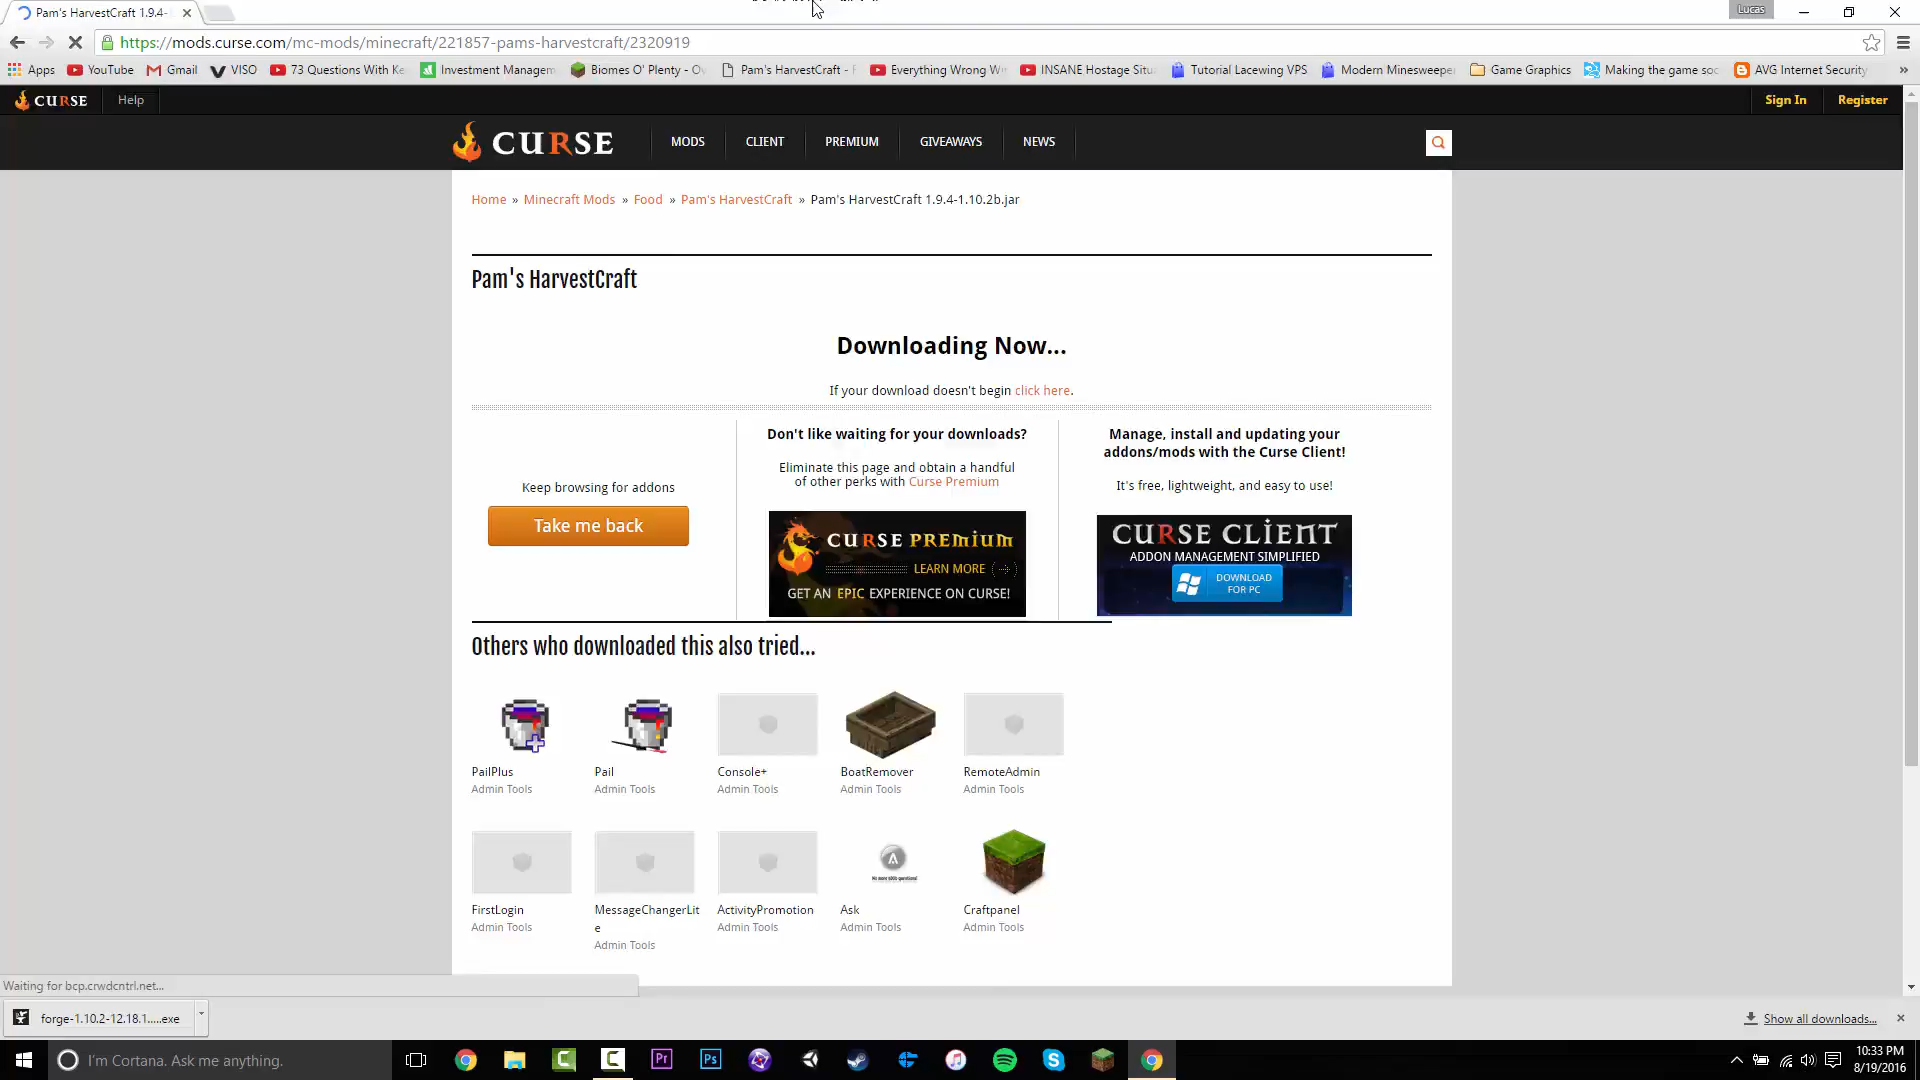 Pam's HarvestCraft 1.9.4-
Lucas
https://mods.curse.com/mc-mods/minecraft/221857-pams-harvestcraft/2320919
Apps YouTube Gmail VISO 73 Questions With Ke Investment Managem Biomes O' Plenty - Ov Pam's HarvestCraft - F Everything Wrong Wi INSANE Hostage Situ Tutorial Lacewing VPS Modern Minesweepe Game Graphics Making the game soc AVG Internet Security »
CURSE Help Sign In Register
CURSE MODS CLIENT PREMIUM GIVEAWAYS NEWS
Home » Minecraft Mods » Food » Pam's HarvestCraft » Pam's HarvestCraft 1.9.4-1.10.2b.jar
Pam's HarvestCraft
Downloading Now...
If your download doesn't begin click here.
Keep browsing for addons
Take me back
Don't like waiting for your downloads?
Eliminate this page and obtain a handful
of other perks with Curse Premium
CURSE PREMIUM
LEARN MORE
GET AN EPIC EXPERIENCE ON CURSE!
Manage, install and updating your
addons/mods with the Curse Client!
It's free, lightweight, and easy to use!
CURSE CLIENT
ADDON MANAGEMENT SIMPLIFIED
DOWNLOAD
FOR PC
Others who downloaded this also tried...
PailPlus Pail Console+ BoatRemover RemoteAdmin
Admin Tools Admin Tools Admin Tools Admin Tools Admin Tools
FirstLogin MessageChangerLit ActivityPromotion Ask Craftpanel
Admin Tools e Admin Tools Admin Tools Admin Tools
Admin Tools
Waiting for bcp.crwdcntrl.net...
forge-1.10.2-12.18.1.....exe Show all downloads...
I'm Cortana. Ask me anything. Pr Ps 10:33 PM
8/19/2016